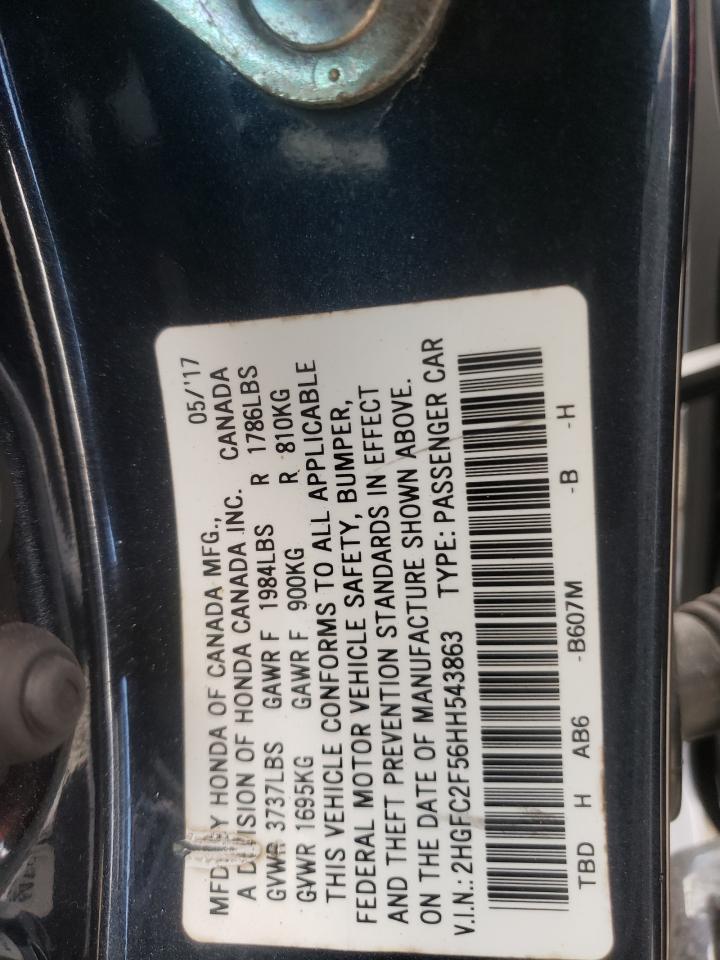 MFD BY HONDA OF CANADA MFG., 05/'17
A DIVISION OF HONDA CANADA INC. CANADA
GVWR 3737LBS GAWR F 1984LBS R 1786LBS
GVWR 1695KG GAWR F 900KG R 810KG
THIS VEHICLE CONFORMS TO ALL APPLICABLE
FEDERAL MOTOR VEHICLE SAFETY, BUMPER,
AND THEFT PREVENTION STANDARDS IN EFFECT
ON THE DATE OF MANUFACTURE SHOWN ABOVE.
V.I.N.: 2HGFC2F56HH543863 TYPE: PASSENGER CAR
TBD H AB6 -B607M -B -H